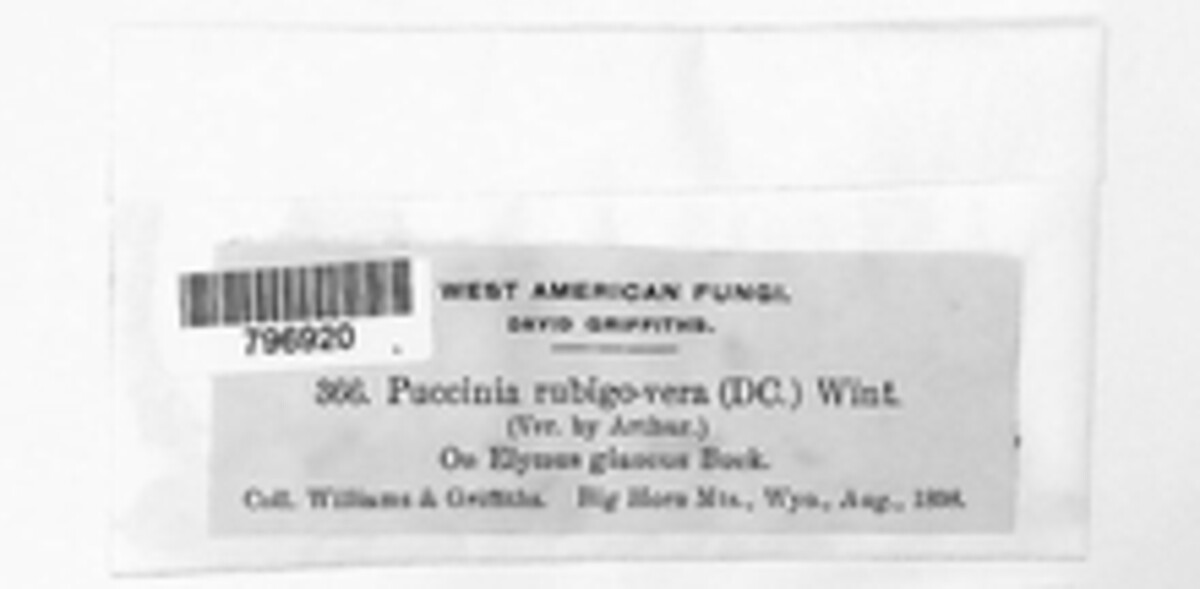 796920
WEST AMERICAN FUNGI.
DAVID GRIFFITHS.
366. Puccinia rubigo-vera (DC.) Wint.
(Ver. by Arthur.)
On Elymus glaucus Buck.
Coll. Williams & Griffiths. Big Horn Mts., Wyo., Aug., 1898.